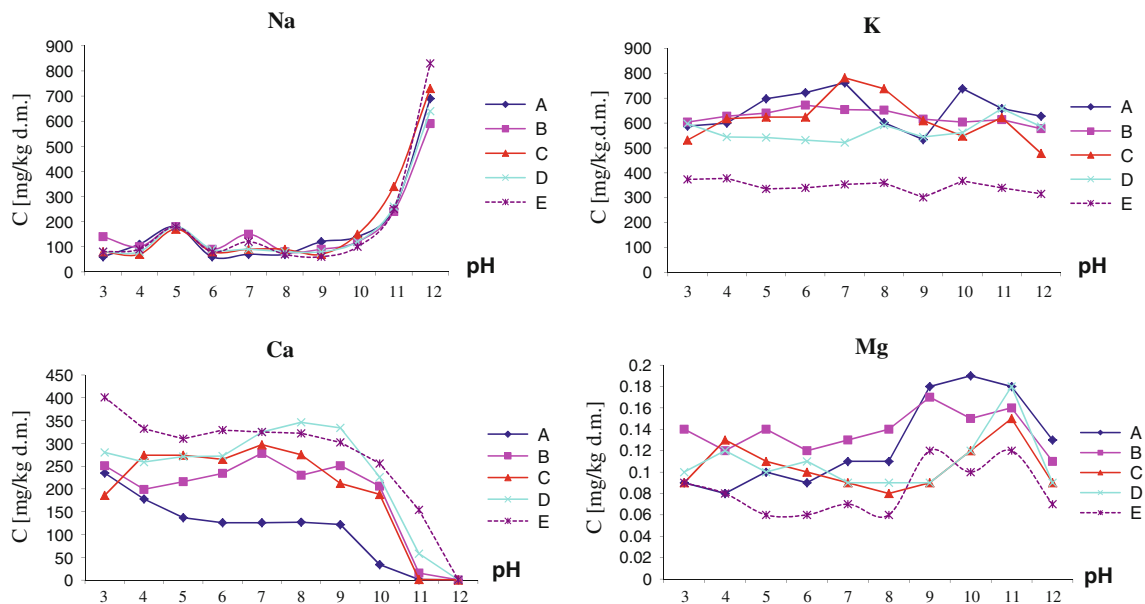 Na
C [mg/kg d.m.]
900
800
700
600
500
400
300
200
100
0
3 4 5 6 7 8 9 10 11 12
pH
A
B
C
D
E
K
C [mg/kg.d.m.]
900
800
700
600
500
400
300
200
100
0
3 4 5 6 7 8 9 10 11 12
pH
A
B
C
D
E
Ca
C [mg/kg d.m.]
450
400
350
300
250
200
150
100
50
0
3 4 5 6 7 8 9 10 11 12
pH
A
B
C
D
E
Mg
C [mg/kg d.m.]
0.2
0.18
0.16
0.14
0.12
0.1
0.08
0.06
0.04
0.02
0
3 4 5 6 7 8 9 10 11 12
pH
A
B
C
D
E